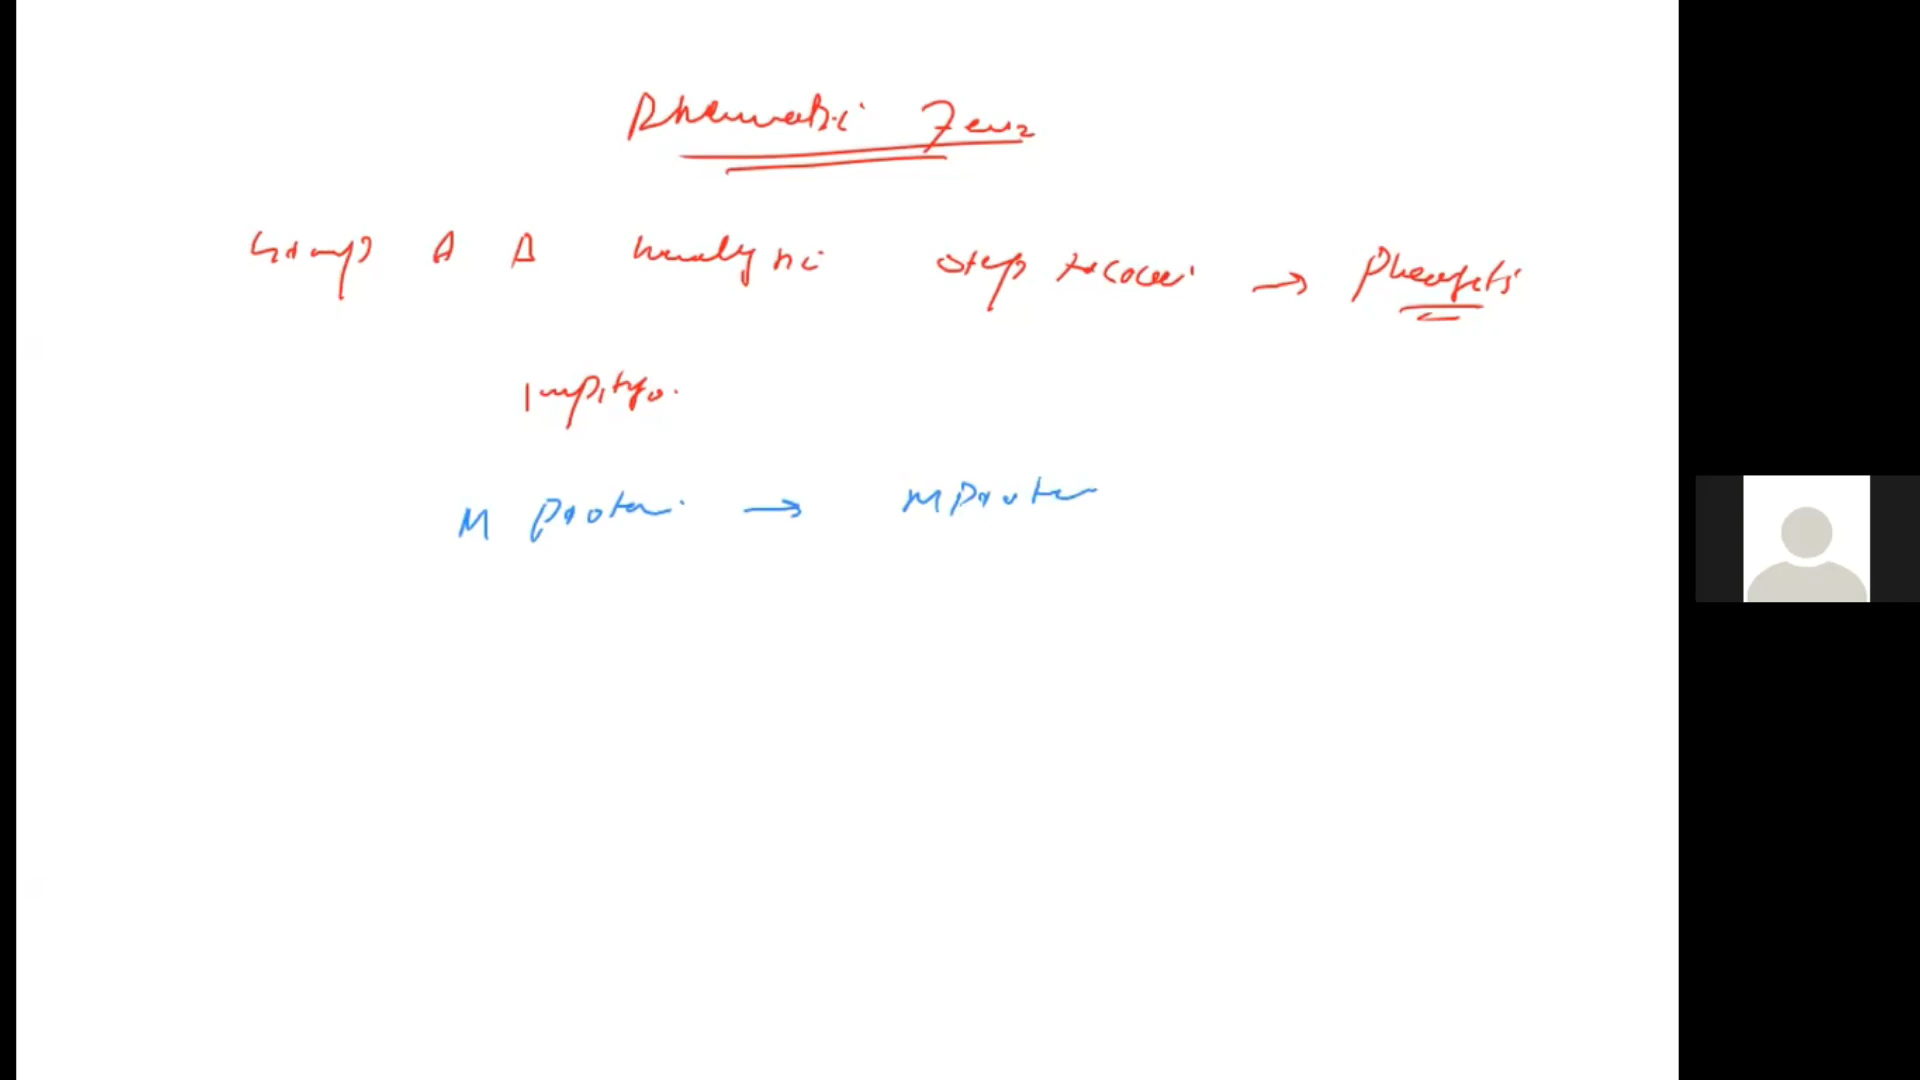 Rheumatic Fever
Group A B hemolytic streptococci → Pharyngitis
Impetigo.
M Protein → M Protein